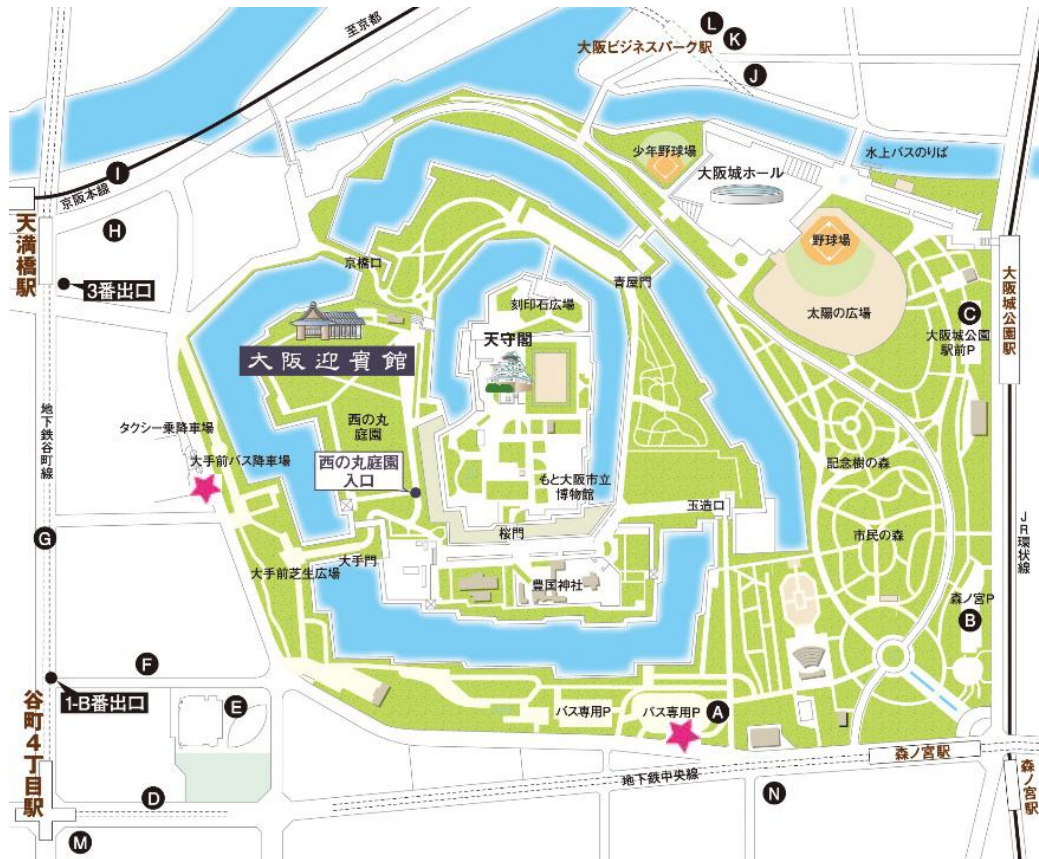 L
K
大阪ビジネスパーク駅
至京都
J
少年野球場
水上バスのりば
大阪城ホール
I
京阪本線
H
天満橋駅
野球場
京橋口
青屋門
3番出口
刻印石広場
太陽の広場
C
大阪城公園駅
天守閣
大阪城公園
駅前P
大阪迎賓館
地下鉄谷町線
タクシー乗降車場
西の丸
庭園
大手前バス降車場
西の丸庭園
入口
もと大阪市立
博物館
記念樹の森
玉造口
G
桜門
市民の森
JR環状線
大手門
大手前芝生広場
豊国神社
森ノ宮P
B
F
1-B番出口
E
バス専用P
バス専用P
A
谷町4丁目駅
森ノ宮駅
地下鉄中央線
D
N
森ノ宮駅
M